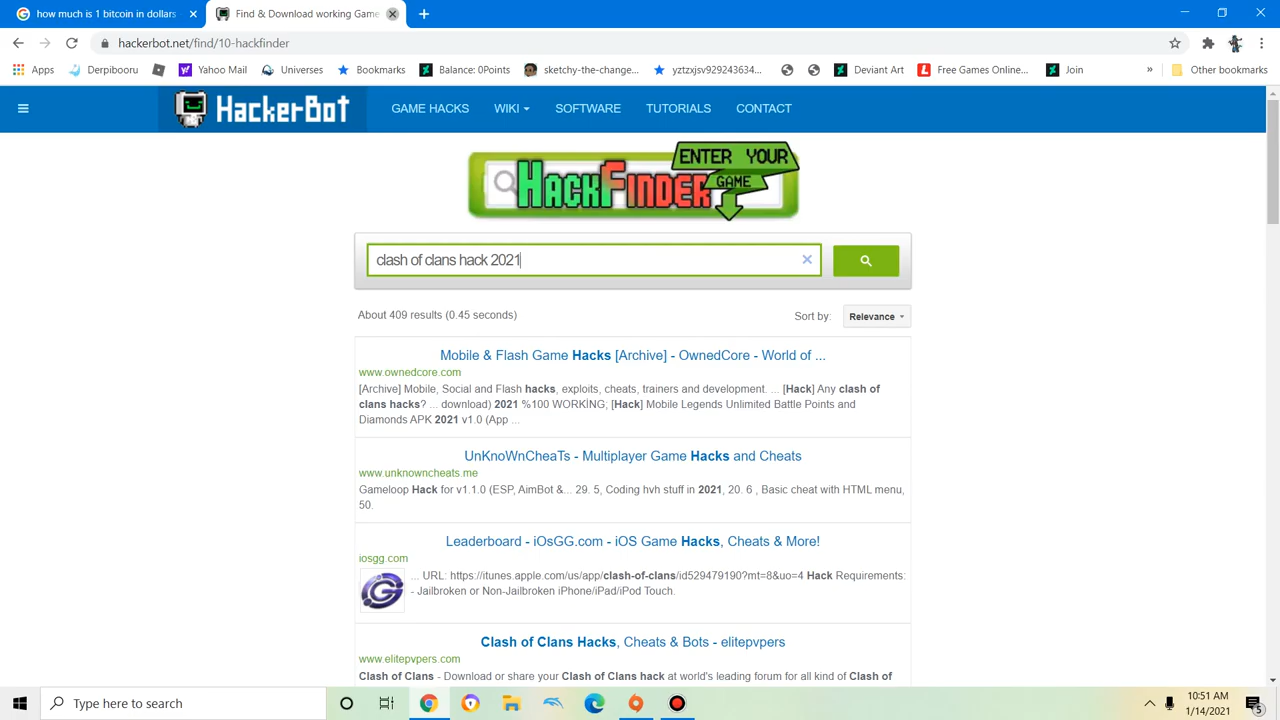 how much is 1 bitcoin in dollars
Find & Download working Game
hackerbot.net/find/10-hackfinder
Apps
Derpibooru
Yahoo Mail
Universes
Bookmarks
Balance: 0Points
sketchy-the-change...
yztzxjsv929243634...
Deviant Art
Free Games Online...
Join
»
Other bookmarks
HackerBot
GAME HACKS
WIKI
SOFTWARE
TUTORIALS
CONTACT
HACKFINDER
ENTER YOUR
GAME
clash of clans hack 2021
About 409 results (0.45 seconds)
Sort by:
Relevance
Mobile & Flash Game Hacks [Archive] - OwnedCore - World of ...
www.ownedcore.com
[Archive] Mobile, Social and Flash hacks, exploits, cheats, trainers and development. ... [Hack] Any clash of
clans hacks? ... download) 2021 %100 WORKİNG; [Hack] Mobile Legends Unlimited Battle Points and
Diamonds APK 2021 v1.0 (App ...
UnKnoWnCheaTs - Multiplayer Game Hacks and Cheats
www.unknowncheats.me
Gameloop Hack for v1.1.0 (ESP, AimBot &... 29. 5, Coding hvh stuff in 2021, 20. 6 , Basic cheat with HTML menu,
50.
Leaderboard - iOsGG.com - iOS Game Hacks, Cheats & More!
iosgg.com
... URL: https://itunes.apple.com/us/app/clash-of-clans/id529479190?mt=8&uo=4 Hack Requirements:
- Jailbroken or Non-Jailbroken iPhone/iPad/iPod Touch.
Clash of Clans Hacks, Cheats & Bots - elitepvpers
www.elitepvpers.com
Clash of Clans - Download or share your Clash of Clans hack at world's leading forum for all kind of Clash of
Type here to search
10:51 AM
1/14/2021
5